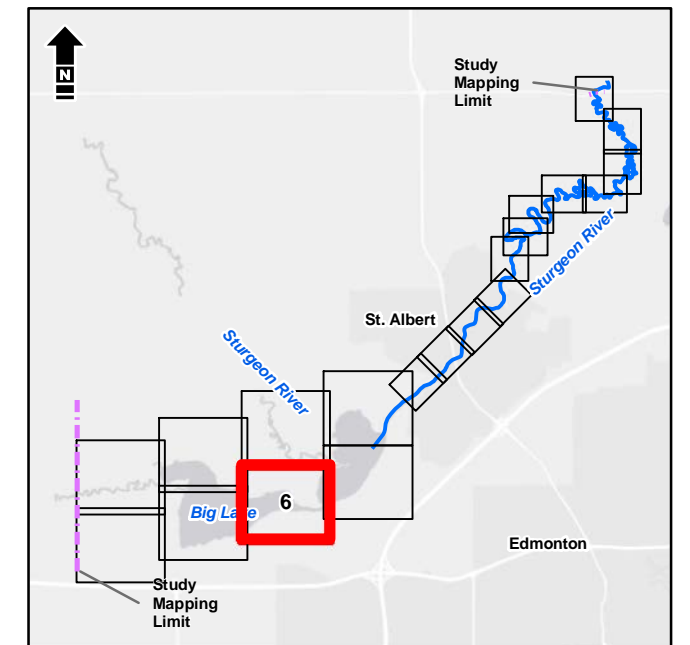 N
Study
Mapping
Limit
Sturgeon River
St. Albert
Sturgeon River
6
Big Lake
Edmonton
Study
Mapping
Limit